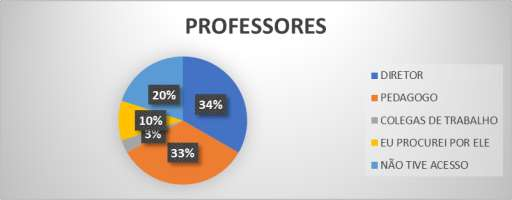 PROFESSORES
34%
33%
3%
10%
20%
DIRETOR
PEDAGOGO
COLEGAS DE TRABALHO
EU PROCUREI POR ELE
NÃO TIVE ACESSO